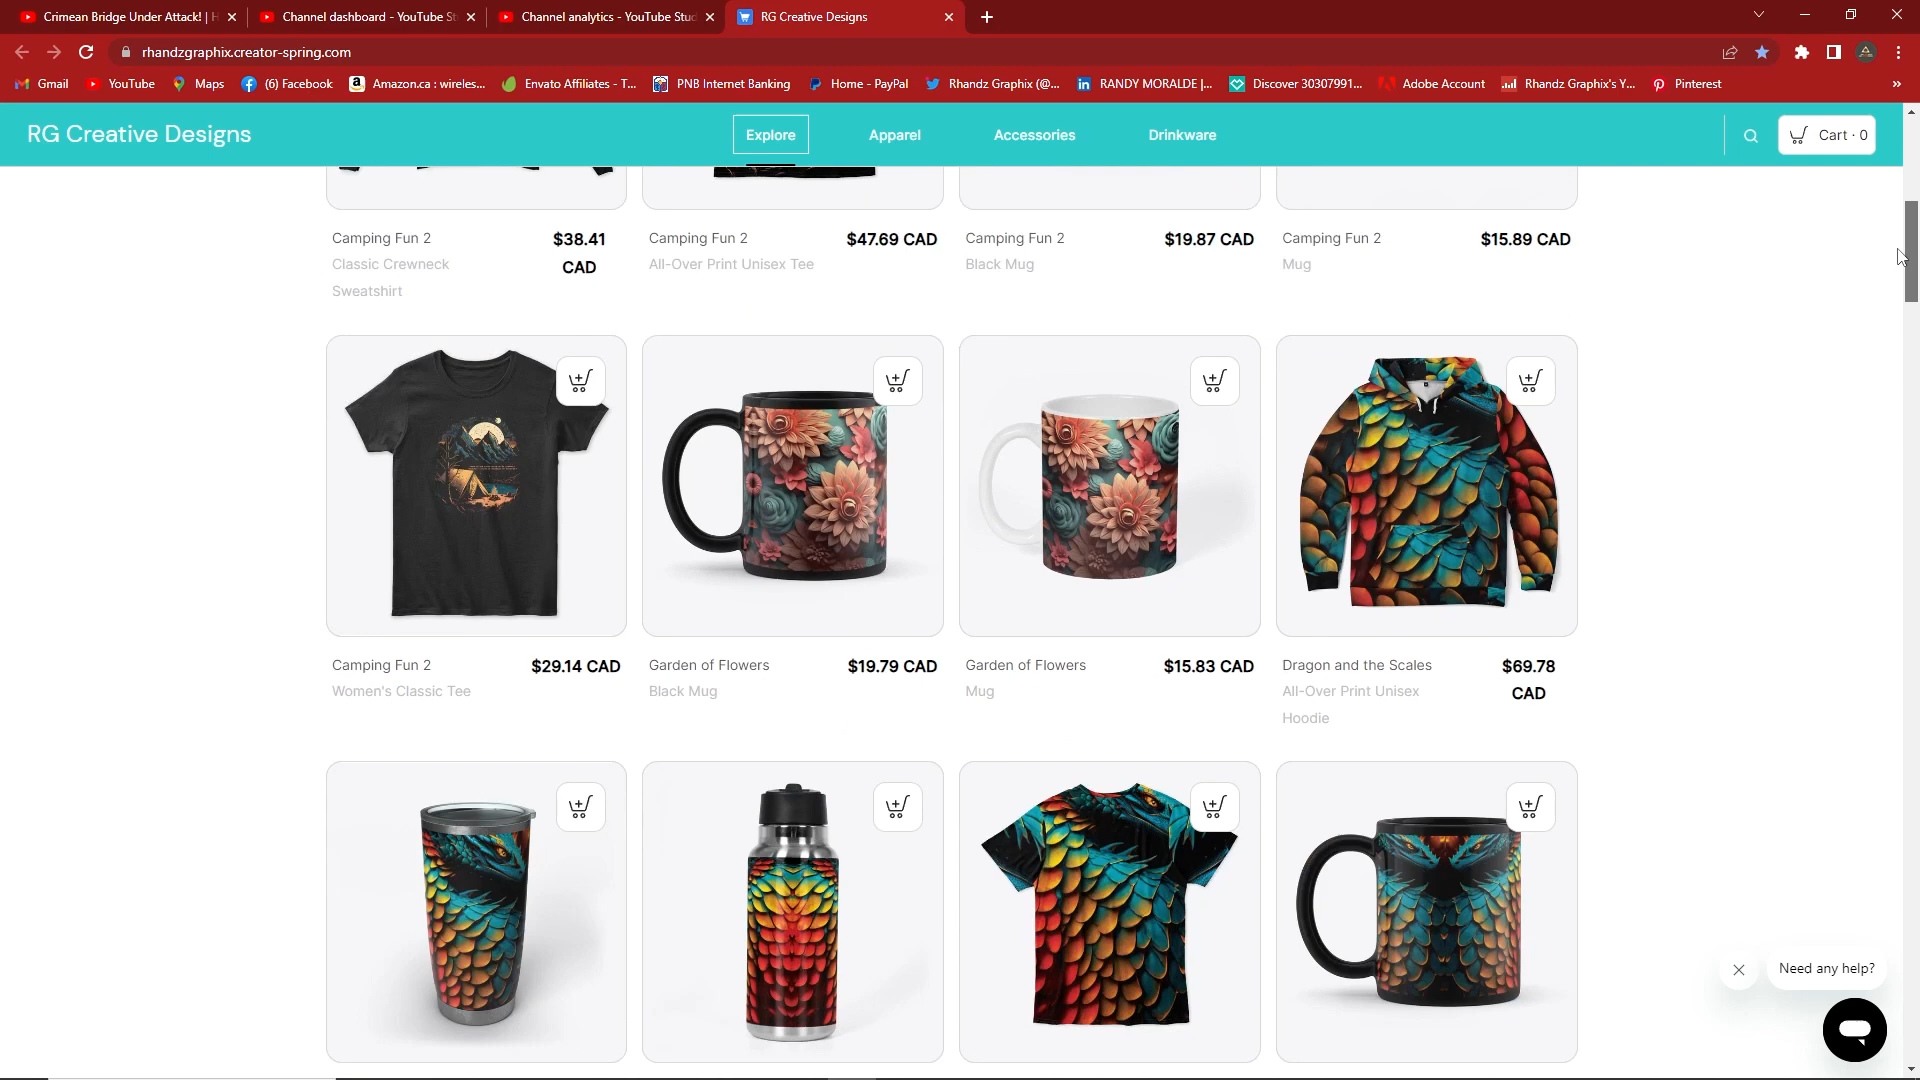 Crimean Bridge Under Attack! | H
Channel dashboard - YouTube St
Channel analytics - YouTube Stud
RG Creative Designs
rhandzgraphix.creator-spring.com
Gmail
YouTube
Maps
(6) Facebook
Amazon.ca : wireles...
Envato Affiliates - T...
PNB Internet Banking
Home - PayPal
Rhandz Graphix (@...
RANDY MORALDE |...
Discover 30307991...
Adobe Account
Rhandz Graphix's Y...
Pinterest
RG Creative Designs
Explore
Apparel
Accessories
Drinkware
Cart · 0
Camping Fun 2
$38.41
CAD
Classic Crewneck
Sweatshirt
Camping Fun 2
$47.69 CAD
All-Over Print Unisex Tee
Camping Fun 2
$19.87 CAD
Black Mug
Camping Fun 2
$15.89 CAD
Mug
Camping Fun 2
$29.14 CAD
Women's Classic Tee
Garden of Flowers
$19.79 CAD
Black Mug
Garden of Flowers
$15.83 CAD
Mug
Dragon and the Scales
$69.78
CAD
All-Over Print Unisex
Hoodie
Need any help?